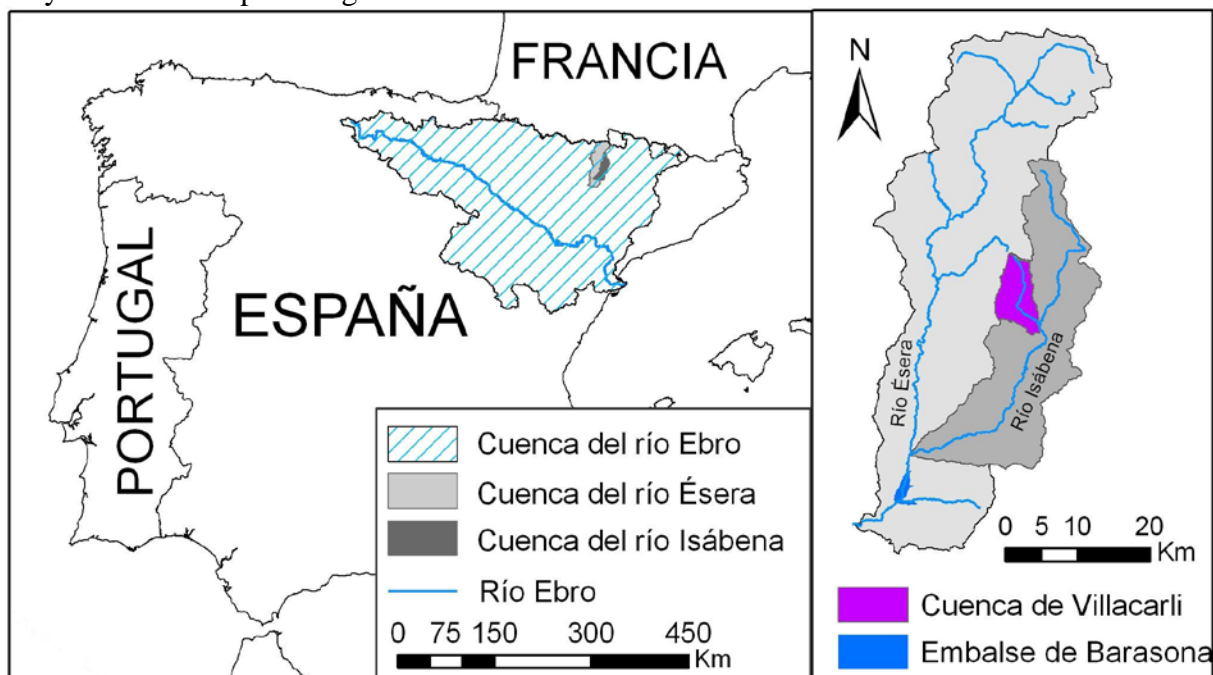 FRANCIA
PORTUGAL
ESPAÑA
Cuenca del río Ebro
Cuenca del río Ésera
Cuenca del río Isábena
Río Ebro
0 75 150 300 450
Km
N
Río Ésera
Río Isábena
0 5 10 20
Km
Cuenca de Villacarli
Embalse de Barasona